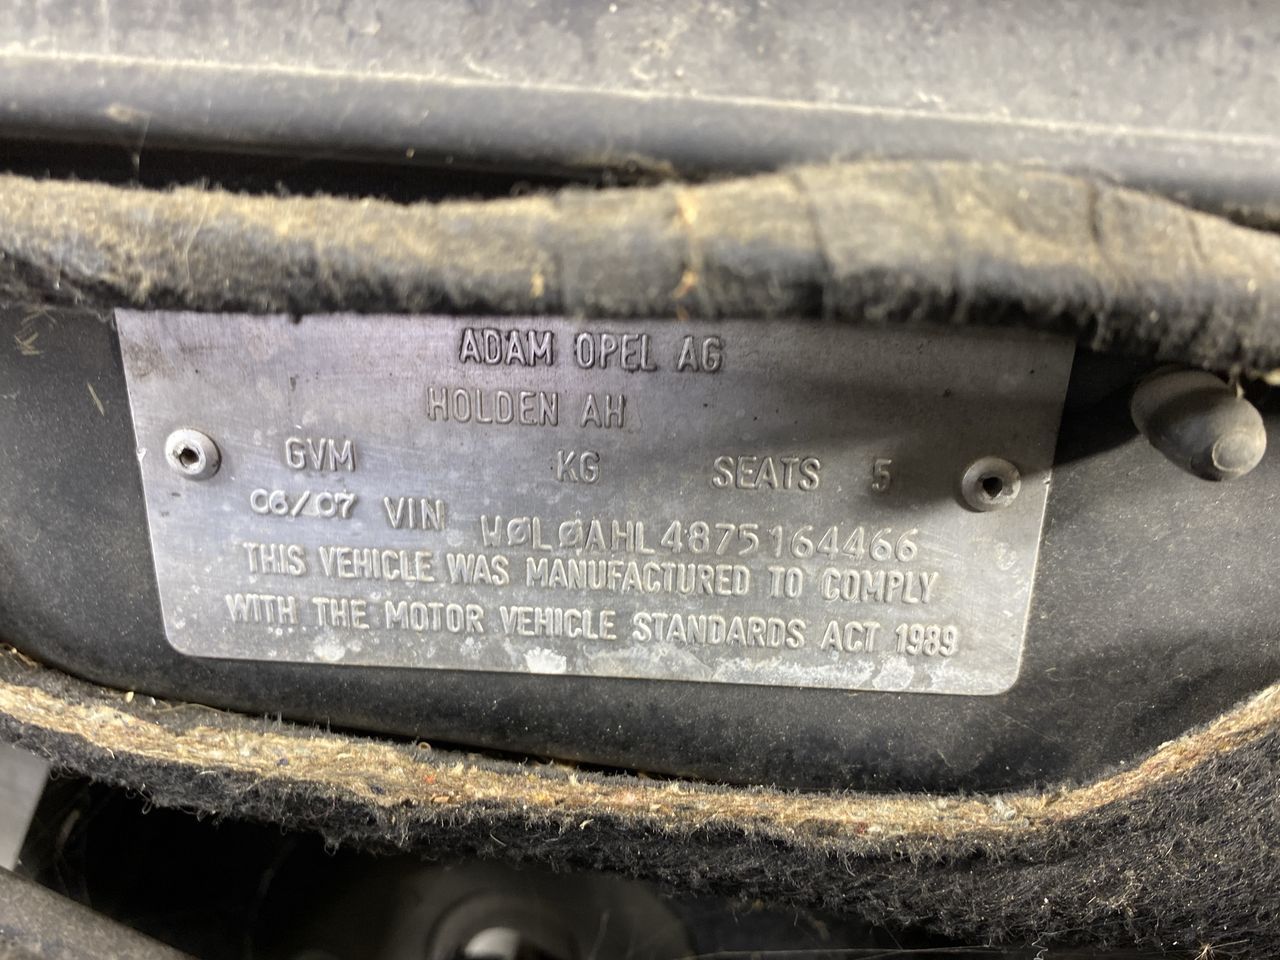 ADAM OPEL AG
HOLDEN AH
GVM KG SEATS 5
06/07 VIN WØLØAHL4875164466
THIS VEHICLE WAS MANUFACTURED TO COMPLY
WITH THE MOTOR VEHICLE STANDARDS ACT 1989